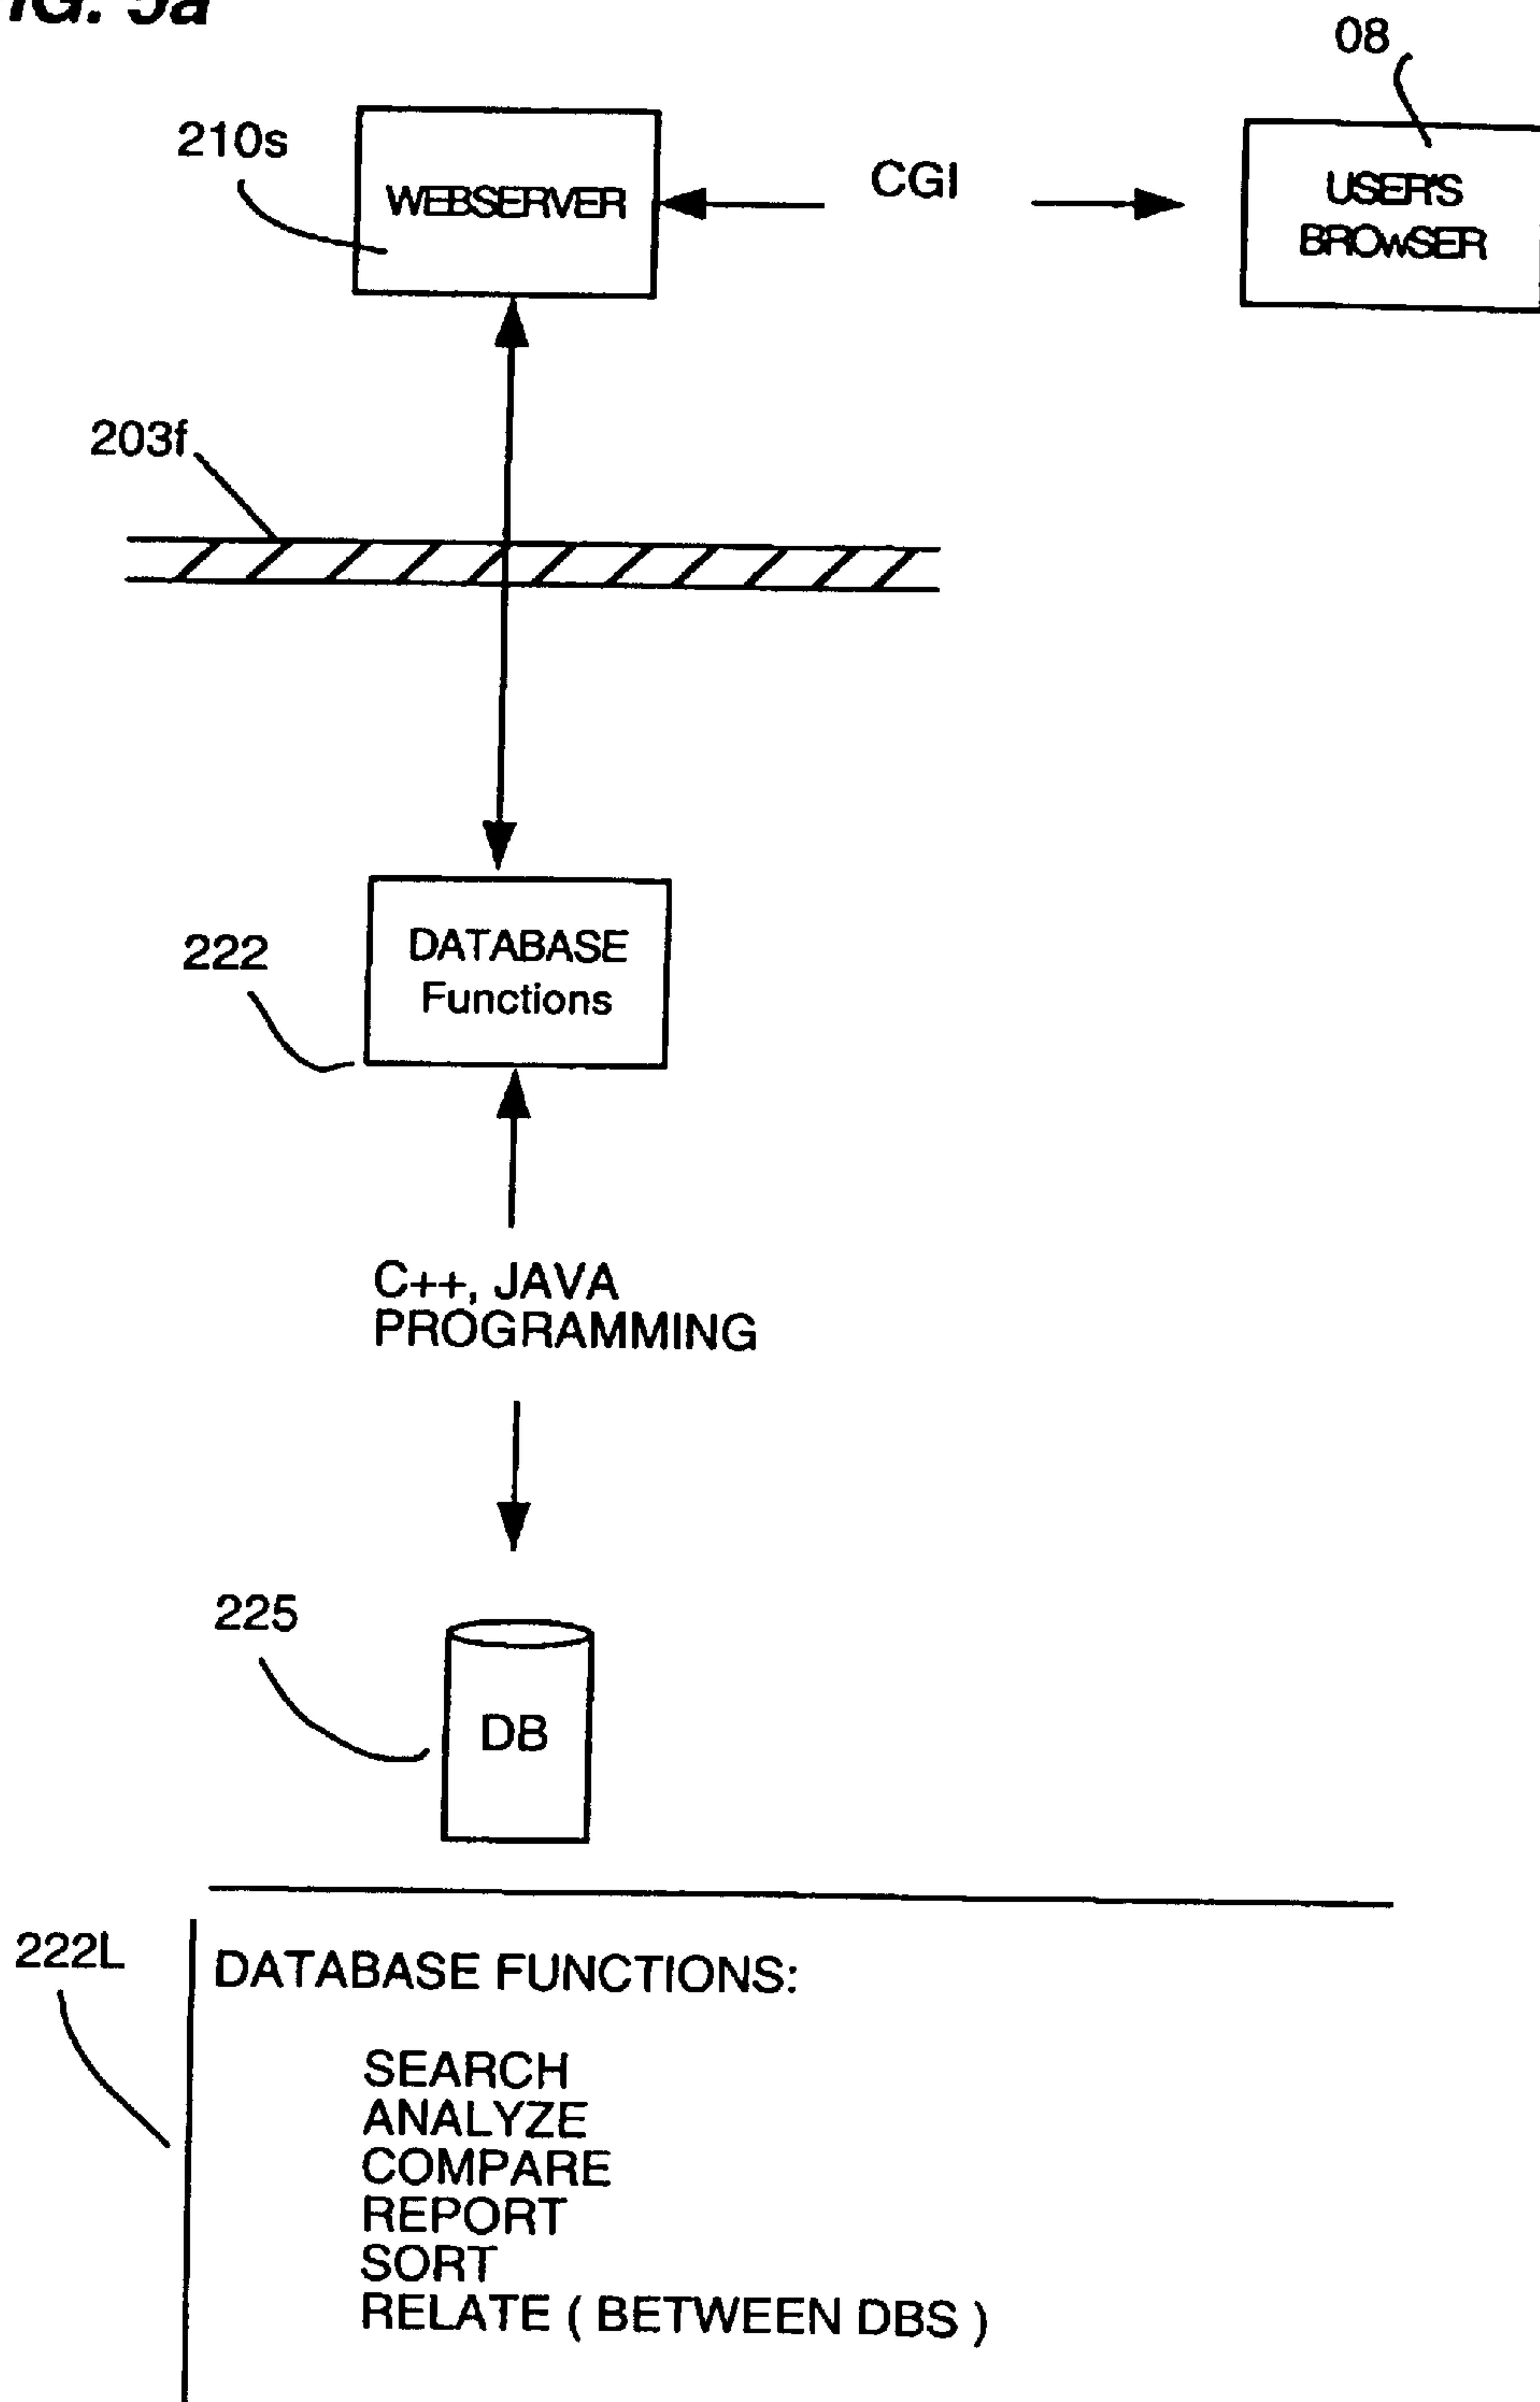 08
210s
WEBSERVER
CGI
USER'S
BROwSER
203f
222
DATABASE
Functions
C++, JAVA
PROGRAMMING
225
DB
222L
DATABASE FUNCTIONS:
SEARCH
ANALYZE
COMPARE
REPORT
SORT
RELATE ( BETWEEN DBS )